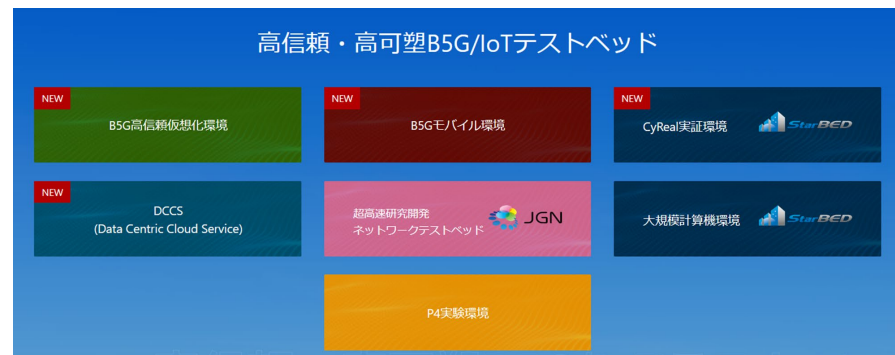 高信頼・高可塑B5G/IoTテストベッド
NEW
B5G高信頼仮想化環境
NEW
B5Gモバイル環境
NEW
CyReal実証環境
StarBED
NEW
DCCS
(Data Centric Cloud Service)
超高速研究開発
ネットワークテストベッド
JGN
大規模計算機環境
StarBED
P4実験環境